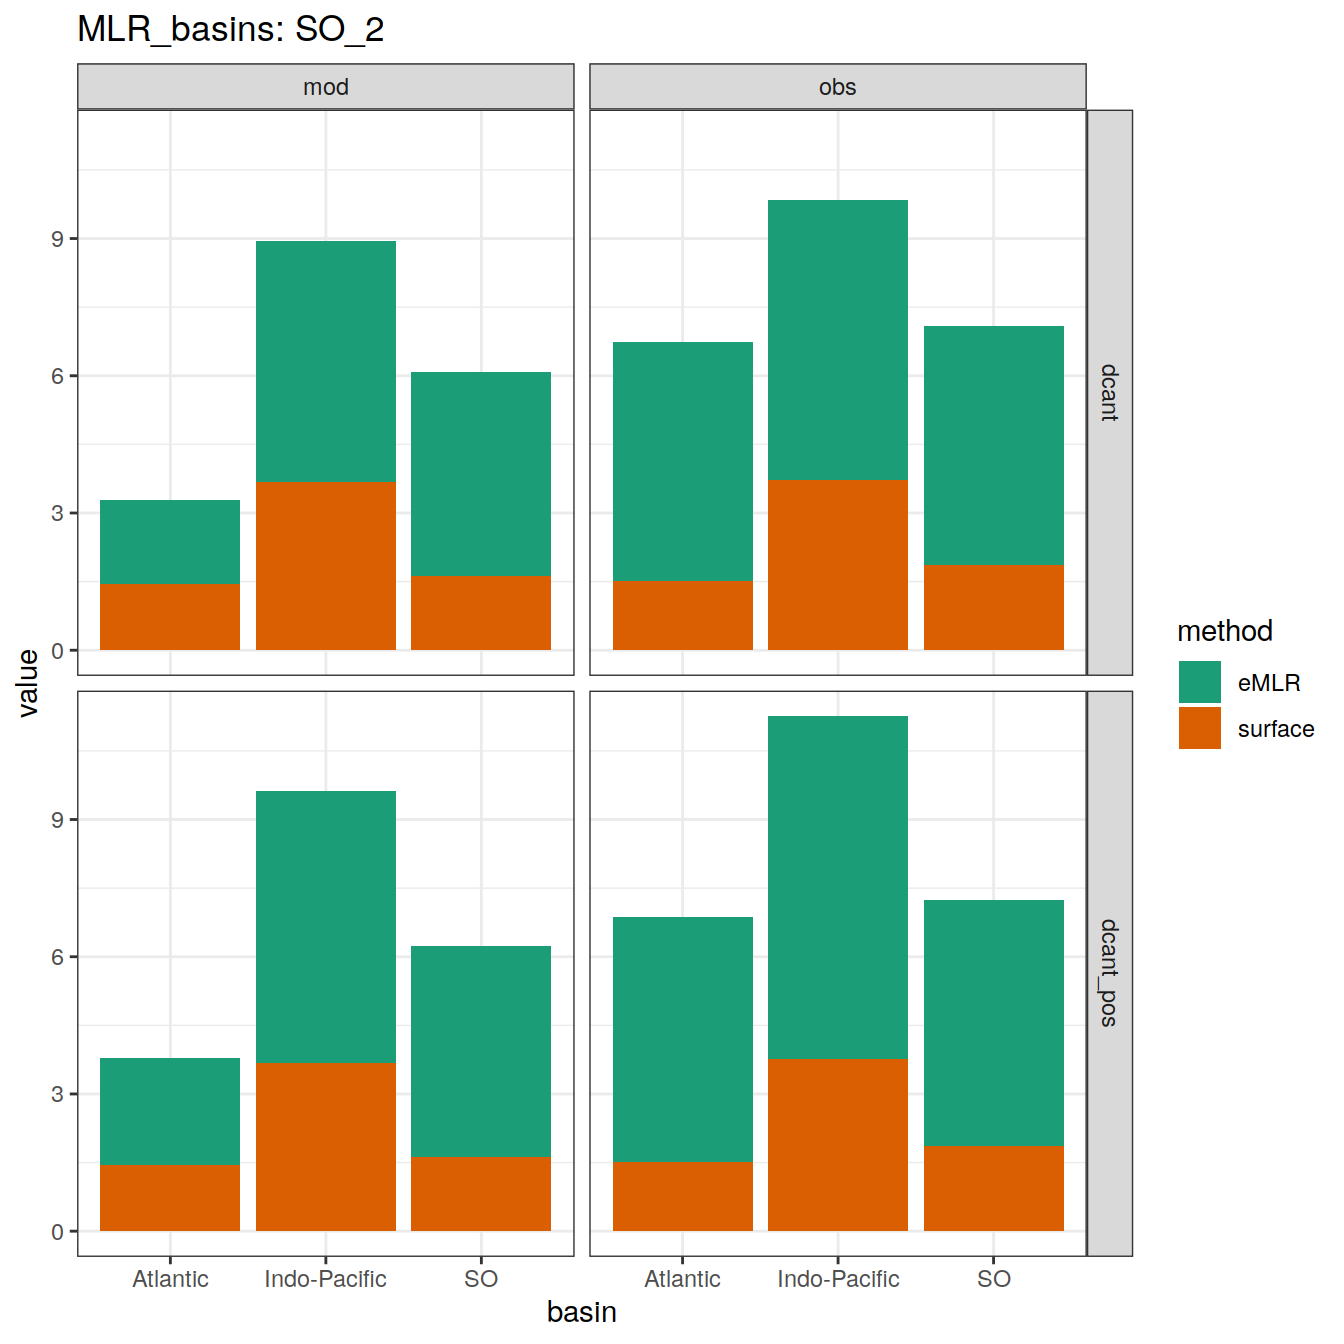 MLR_basins: SO_2
mod
obs
dcant
9
6
3
0
dcant_pos
9
6
3
0
value
Atlantic
Indo-Pacific
SO
Atlantic
Indo-Pacific
SO
basin
method
eMLR
surface